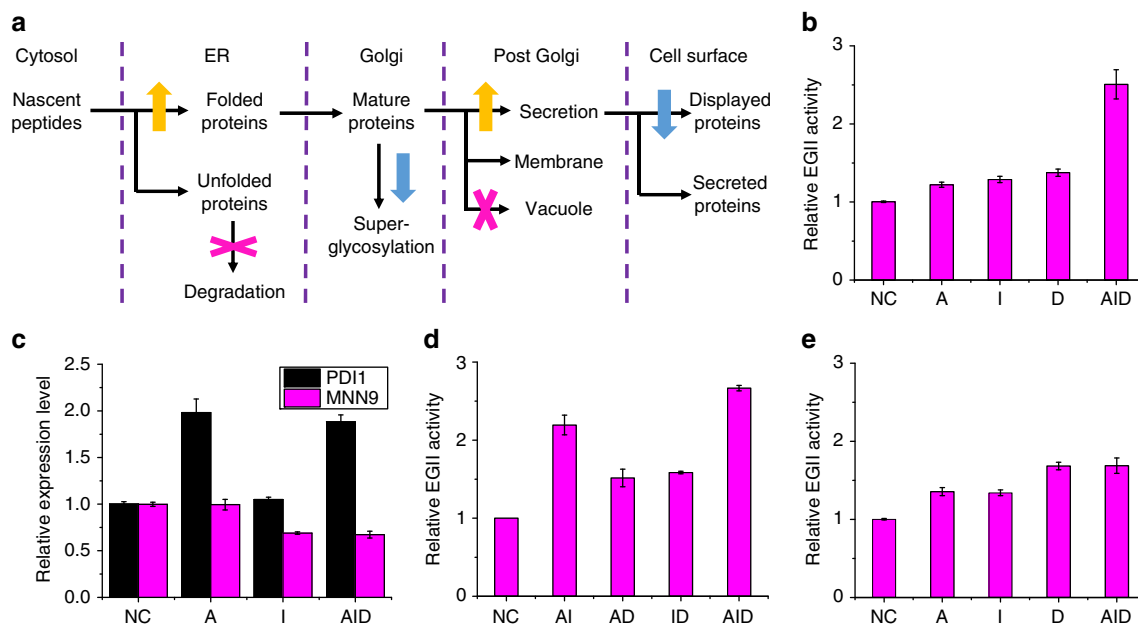 a
Cytosol
ER
Golgi
Post Golgi
Cell surface
Nascent
peptides
Folded
proteins
Mature
proteins
Secretion
Displayed
proteins
Unfolded
proteins
Membrane
Vacuole
Secreted
proteins
Super-
glycosylation
Degradation
b
Relative EGII activity
3
2
1
0
NC A I D AID
c
Relative expression level
2.5
2.0
1.5
1.0
0.5
0.0
PDI1
MNN9
NC A I AID
d
Relative EGII activity
3
2
1
0
NC AI AD ID AID
e
Relative EGII activity
3
2
1
0
NC A I D AID